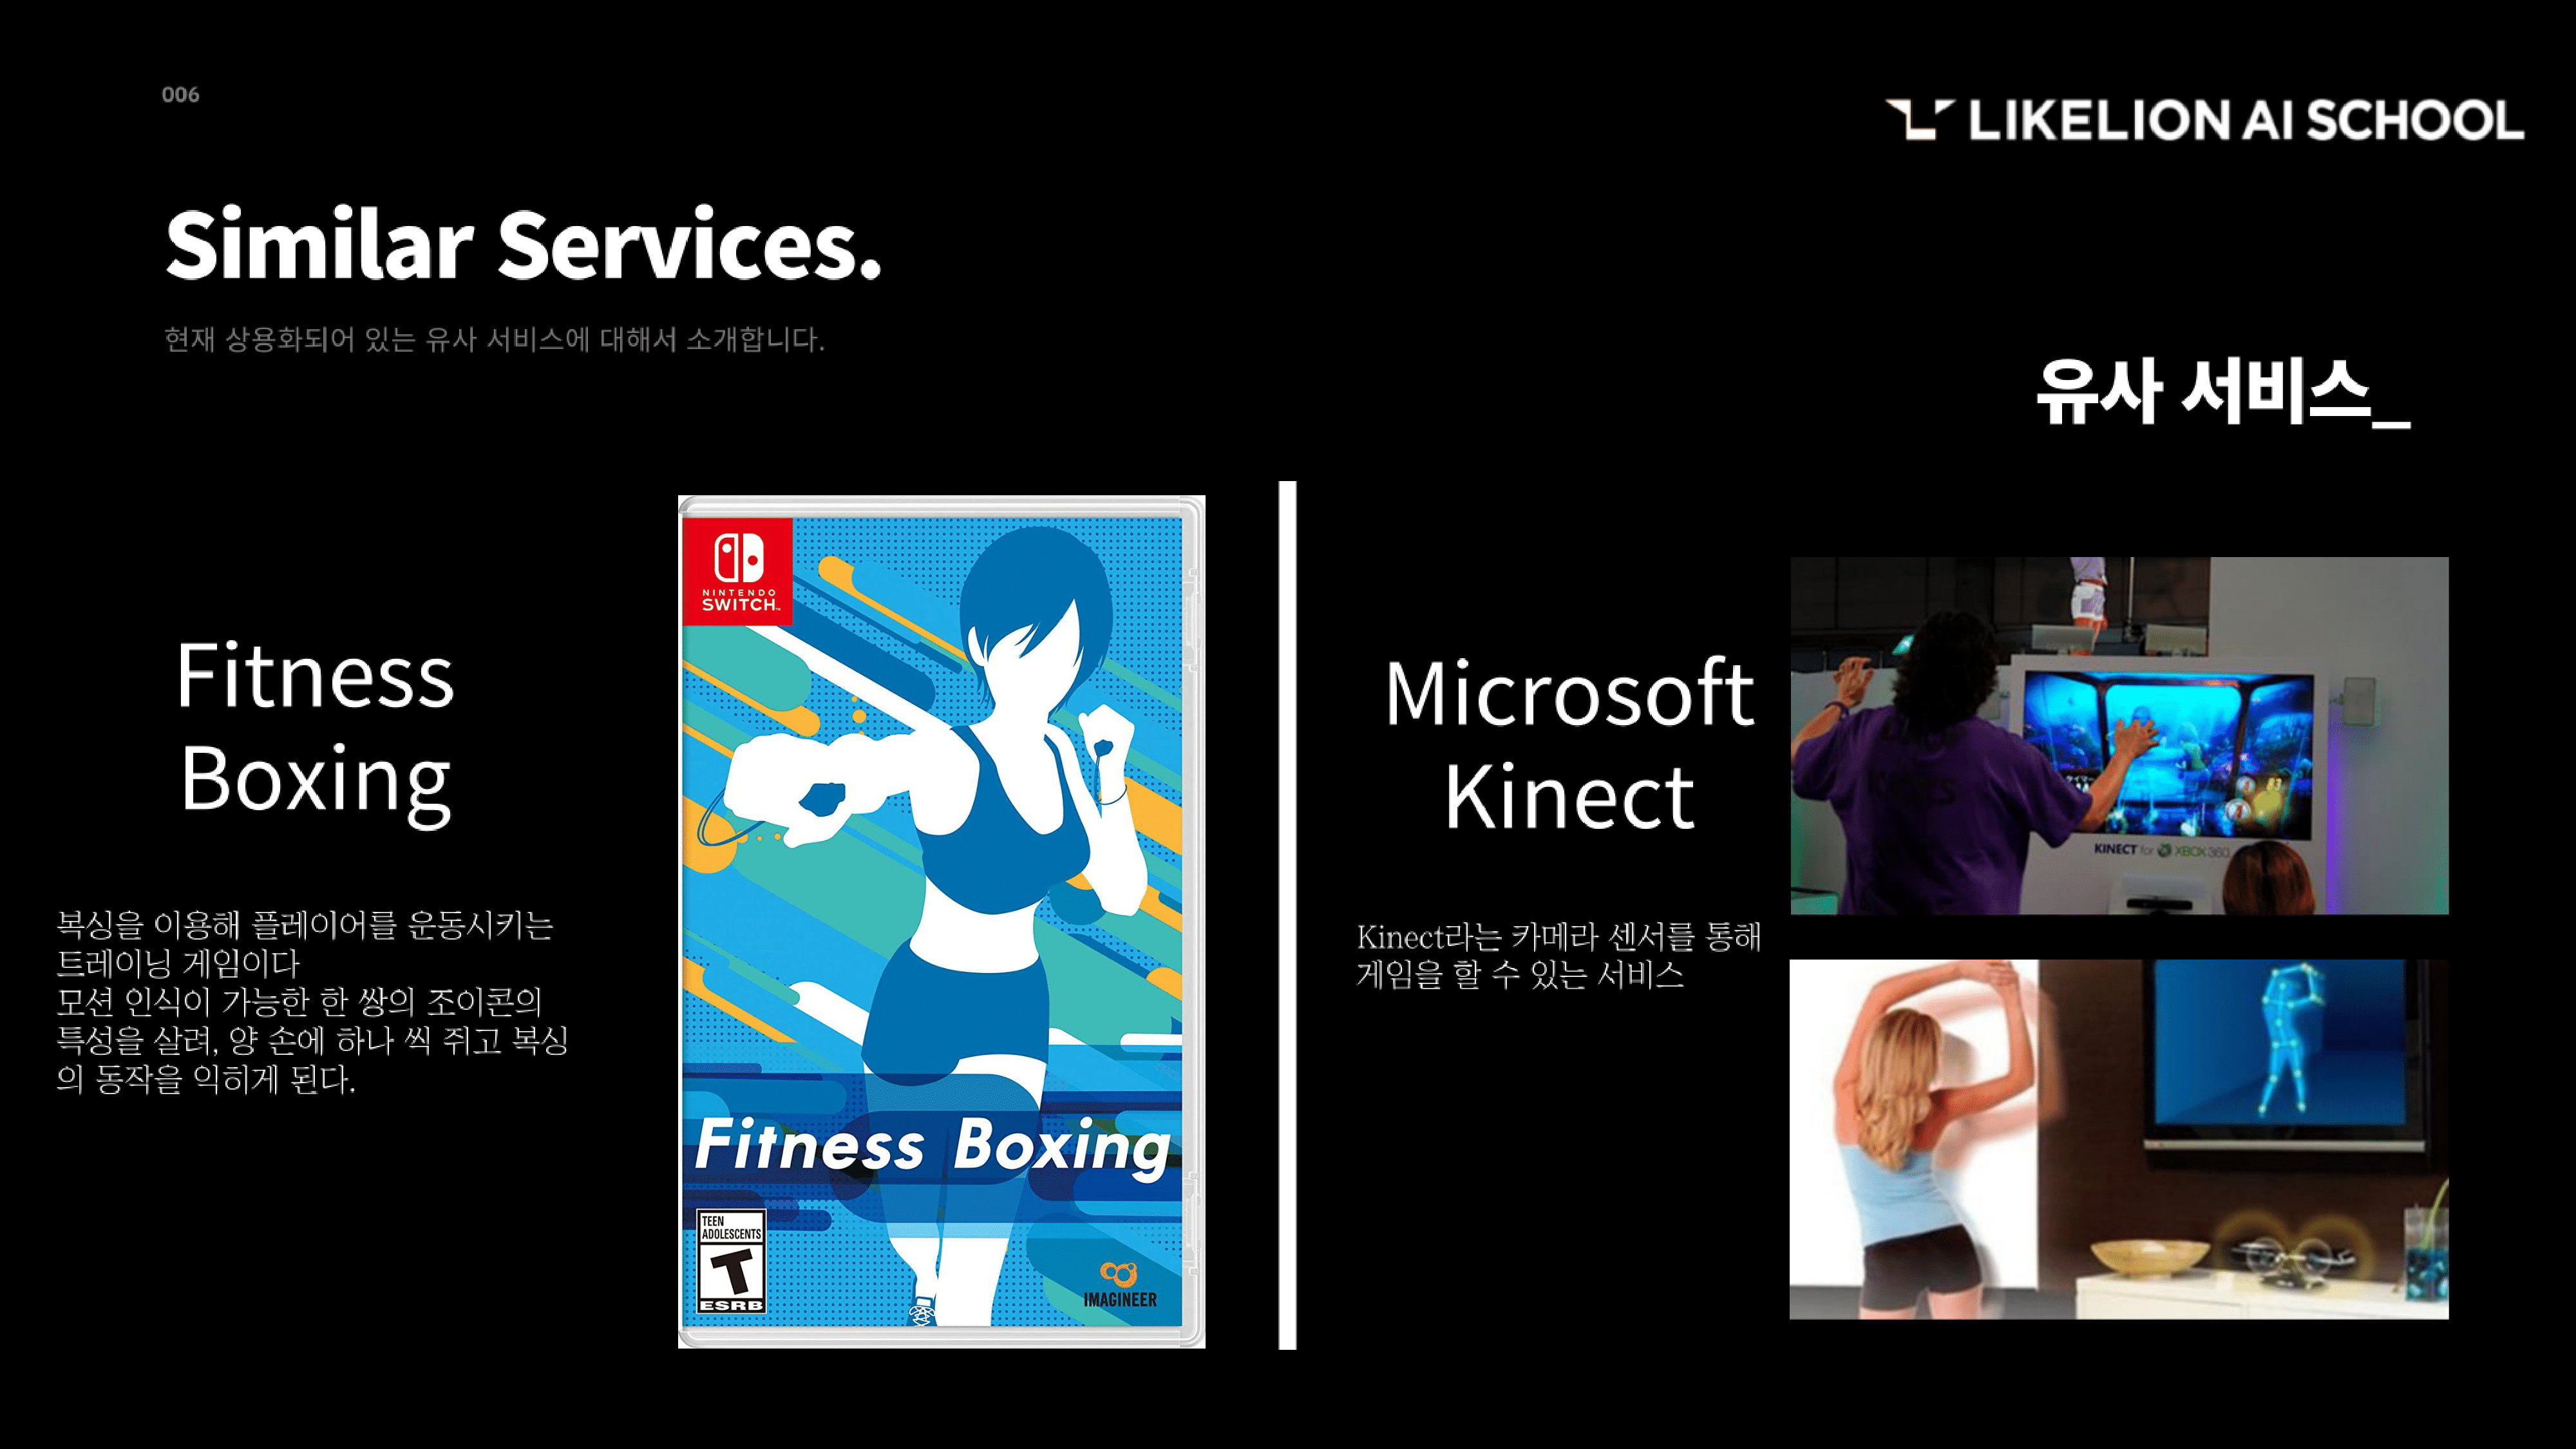 006
LIKELION AI SCHOOL
Similar Services.
현재 상용화되어 있는 유사 서비스에 대해서 소개합니다.
유사 서비스_
Fitness
Boxing
복싱을 이용해 플레이어를 운동시키는
트레이닝 게임이다
모션 인식이 가능한 한 쌍의 조이콘의
특성을 살려, 양 손에 하나 씩 쥐고 복싱
의 동작을 익히게 된다.
NINTENDO
SWITCH™
Fitness Boxing
TEEN
ADOLESCENTS
T
ESRB
IMAGINEER
Microsoft
Kinect
Kinect라는 카메라 센서를 통해
게임을 할 수 있는 서비스
83
KINECT for XBOX 360